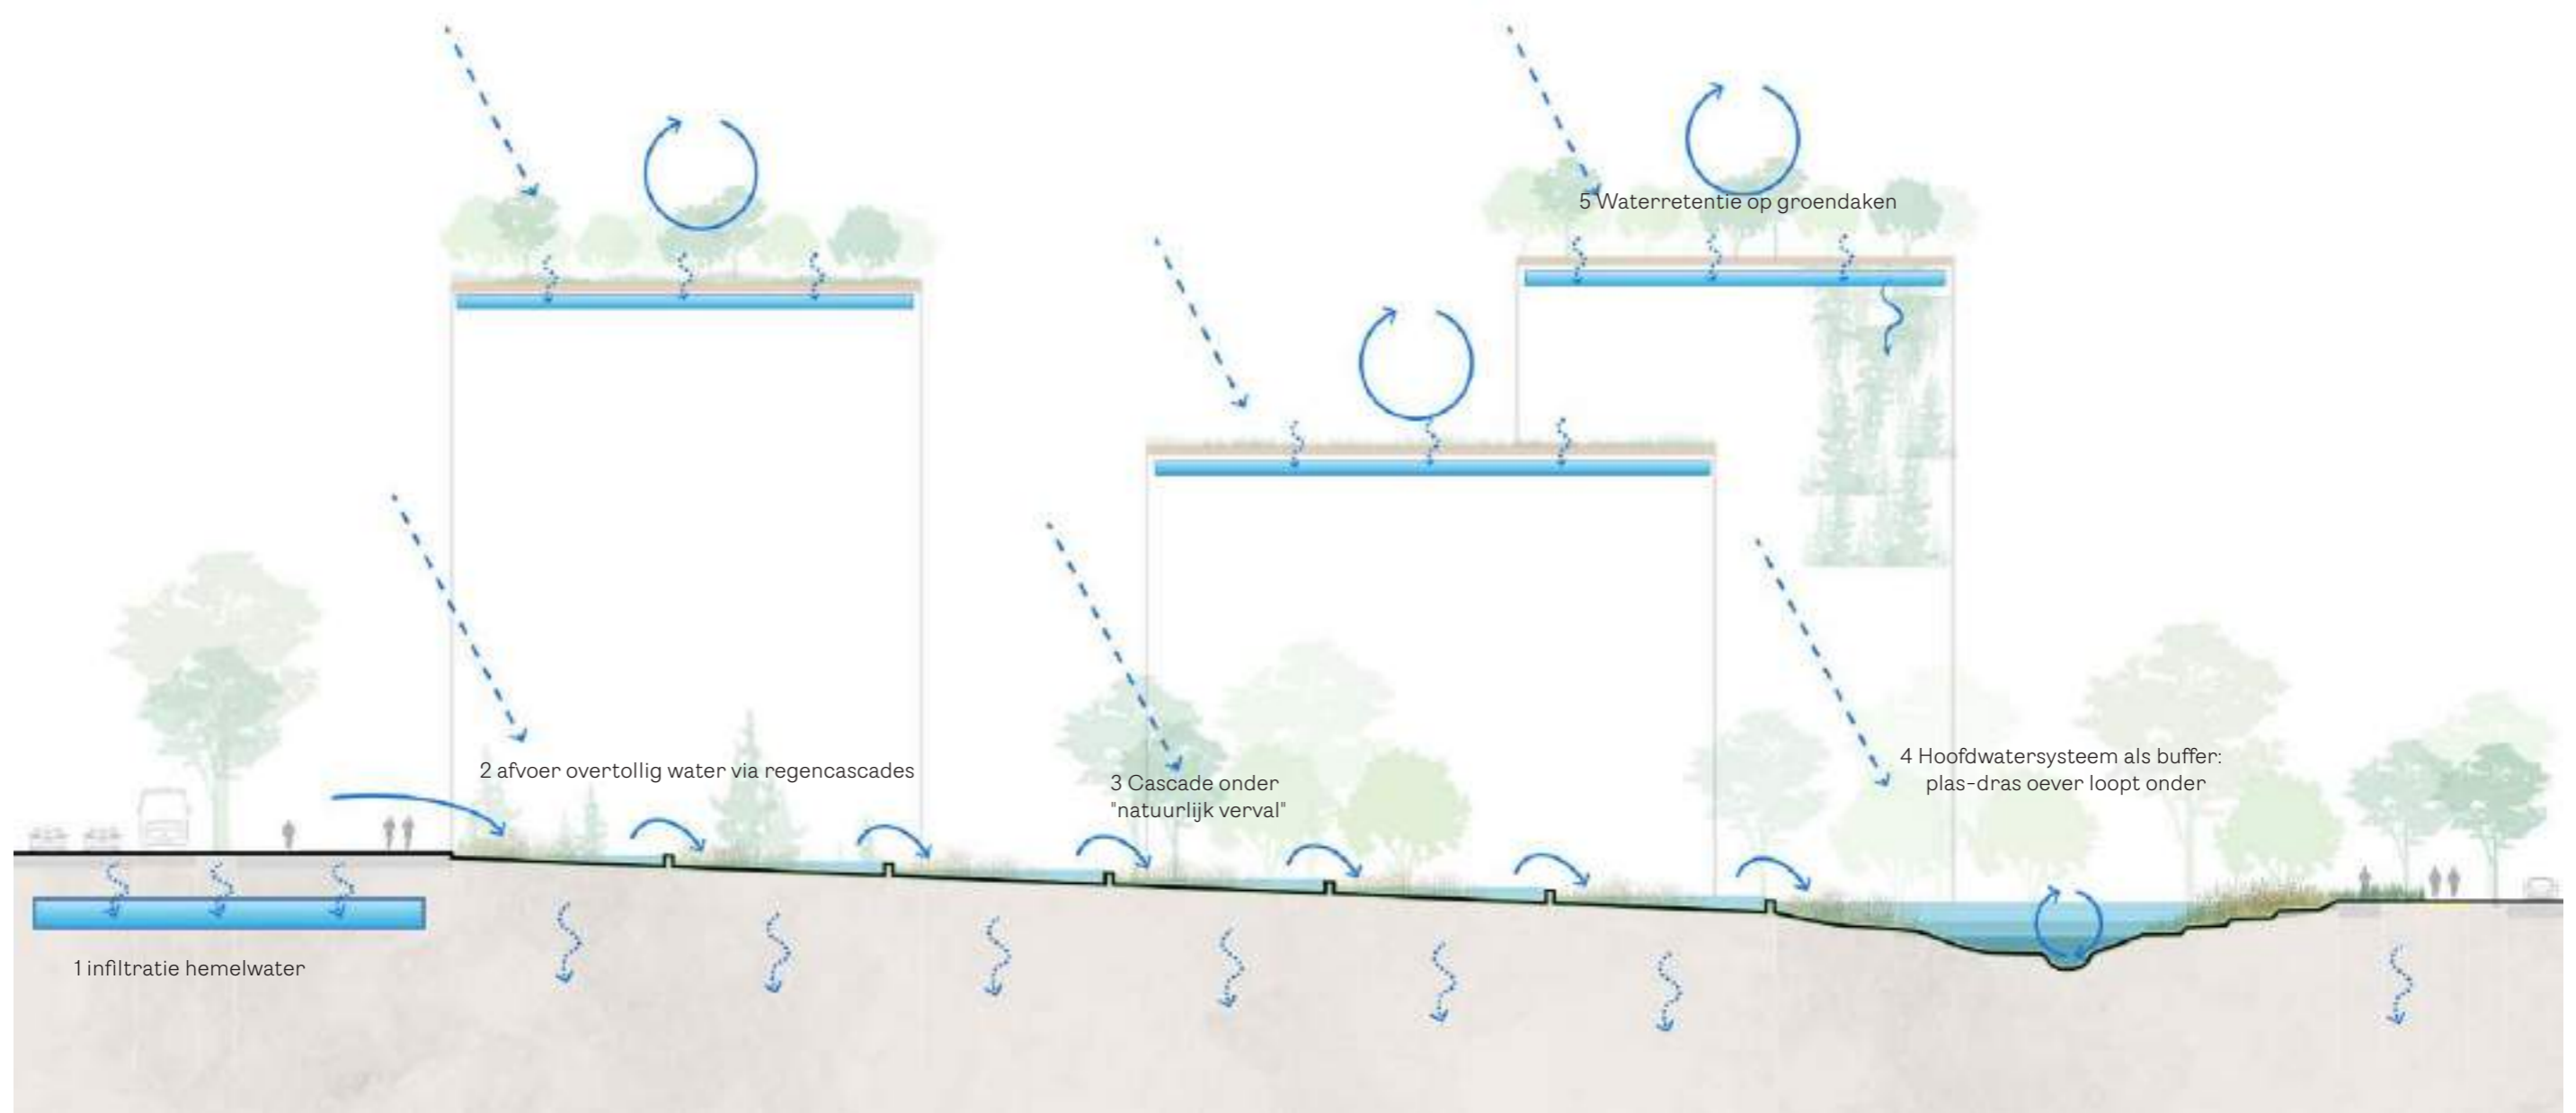 5 Waterretentie op groendaken
2 afvoer overtollig water via regencascades
3 Cascade onder
"natuurlijk verval"
4 Hoofdwatersysteem als buffer:
plas-dras oever loopt onder
1 infiltratie hemelwater